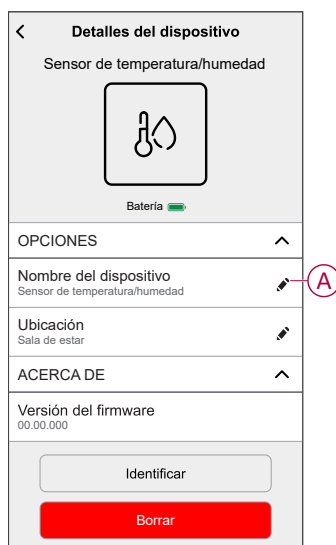 Detalles del dispositivo
Sensor de temperatura/humedad
Batería
OPCIONES
Nombre del dispositivo
Sensor de temperatura/humedad
A
Ubicación
Sala de estar
ACERCA DE
Versión del firmware
00.00.000
Identificar
Borrar